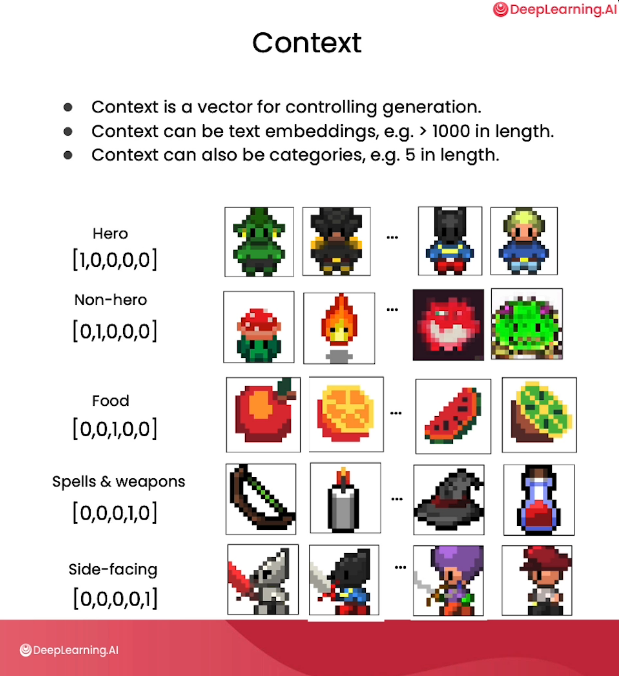 DeepLearning.AI
Context
● Context is a vector for controlling generation.
● Context can be text embeddings, e.g. > 1000 in length.
● Context can also be categories, e.g. 5 in length.
Hero
[1,0,0,0,0]
...
Non-hero
[0,1,0,0,0]
...
Food
[0,0,1,0,0]
...
Spells & weapons
[0,0,0,1,0]
...
Side-facing
[0,0,0,0,1]
...
DeepLearning.AI